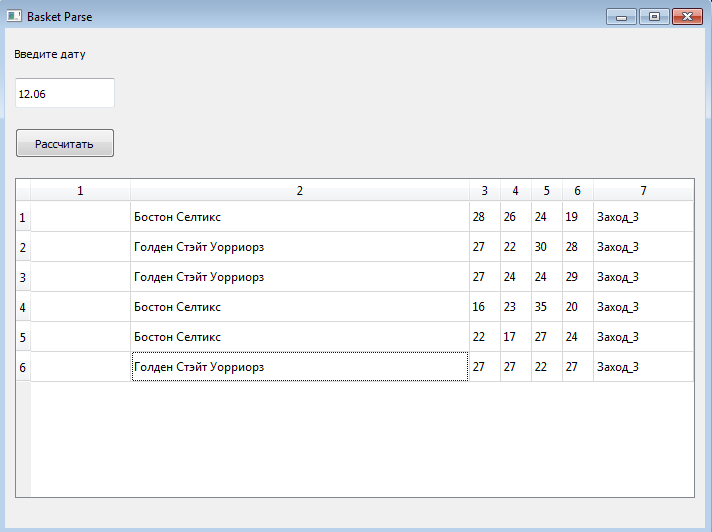 Basket Parse
Введите дату
12.06
Рассчитать
1 2 3 4 5 6 7
1 Бостон Селтикс 28 26 24 19 Заход_3
2 Голден Стэйт Уорриорз 27 22 30 28 Заход_3
3 Голден Стэйт Уорриорз 27 24 24 29 Заход_3
4 Бостон Селтикс 16 23 35 20 Заход_3
5 Бостон Селтикс 22 17 27 24 Заход_3
6 Голден Стэйт Уорриорз 27 27 22 27 Заход_3